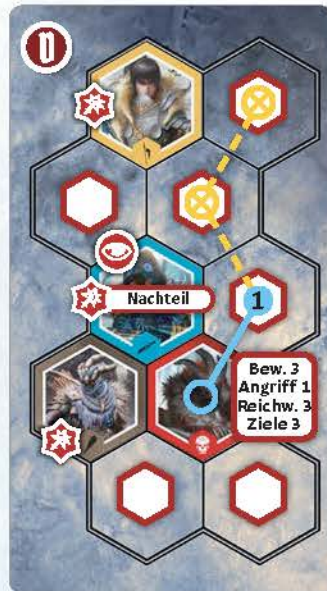 D
Nachteil
1
Bew. 3
Angriff 1
Reichw. 3
Ziele 3